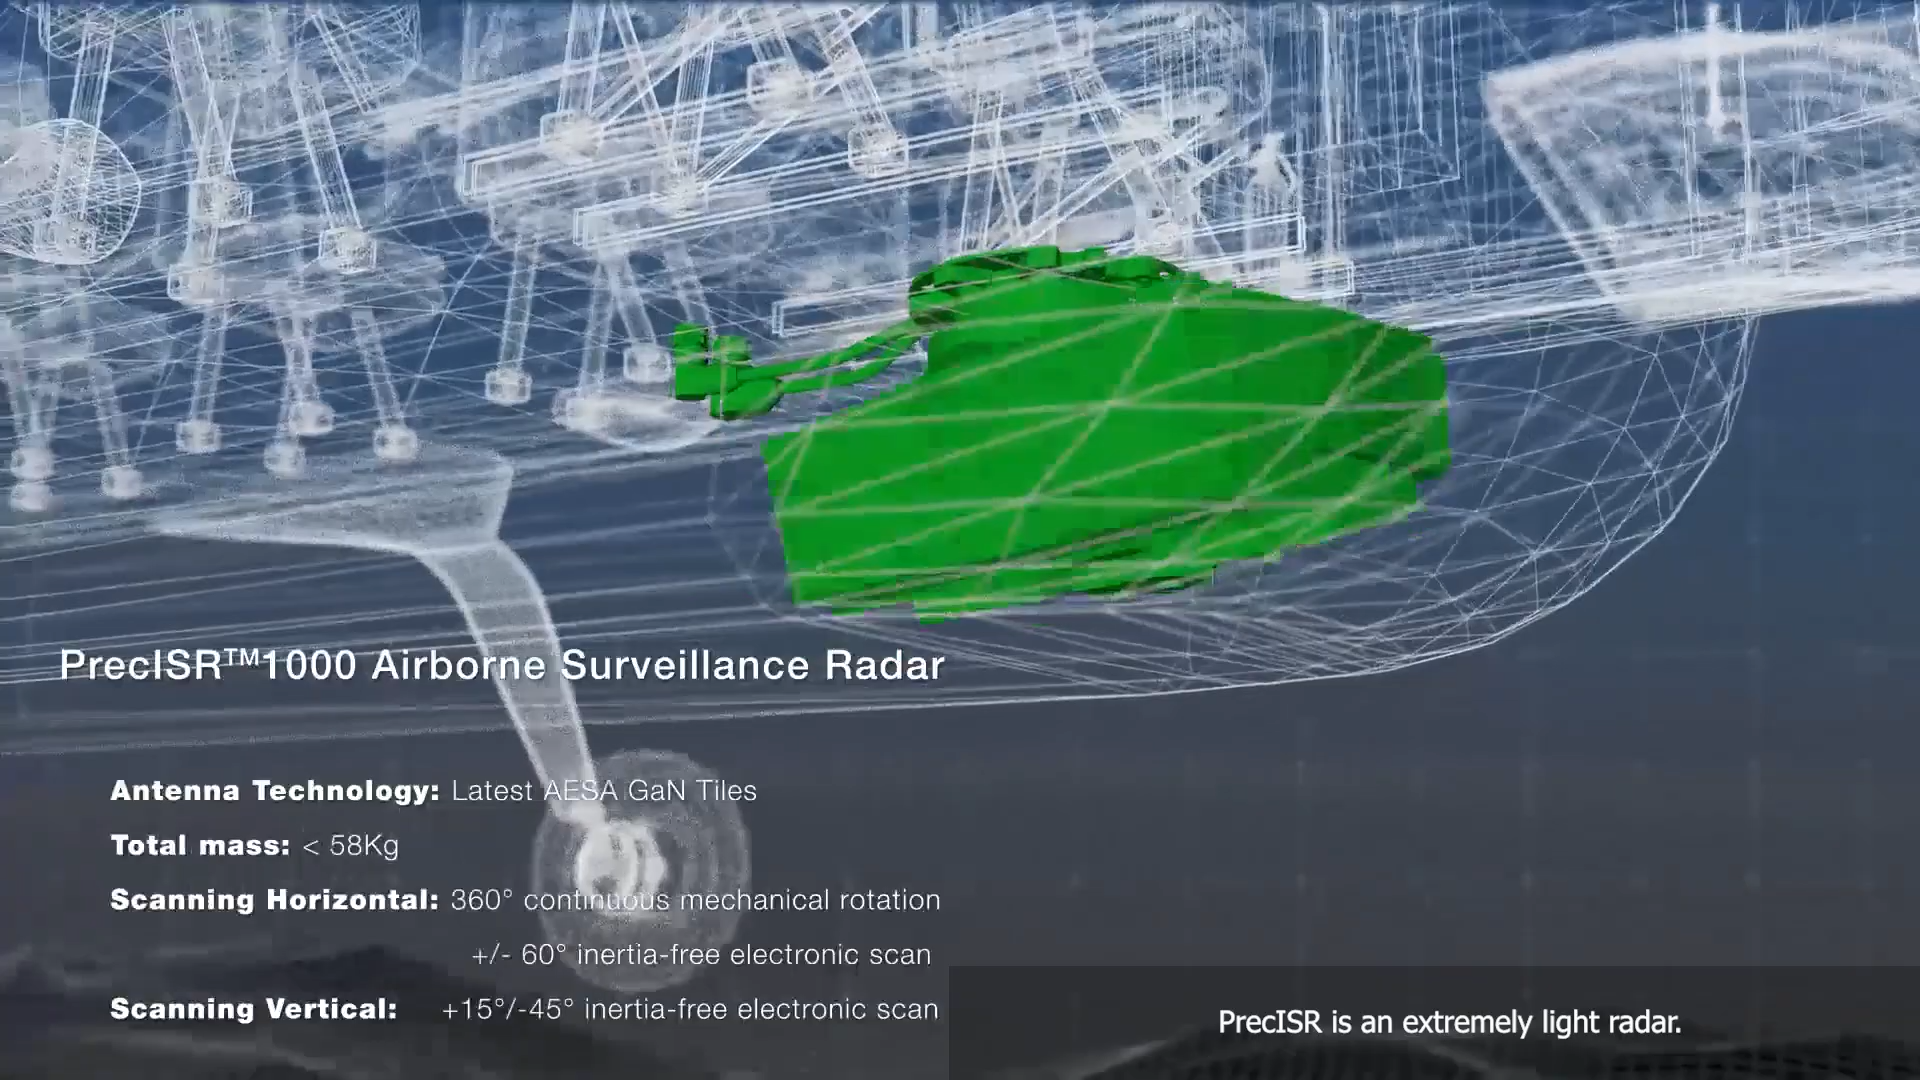 PrecISR™1000 Airborne Surveillance Radar
Antenna Technology: Latest AESA GaN Tiles
Total mass: < 58Kg
Scanning Horizontal: 360° continuous mechanical rotation
+/- 60° inertia-free electronic scan
Scanning Vertical: +15°/-45° inertia-free electronic scan
PrecISR is an extremely light radar.